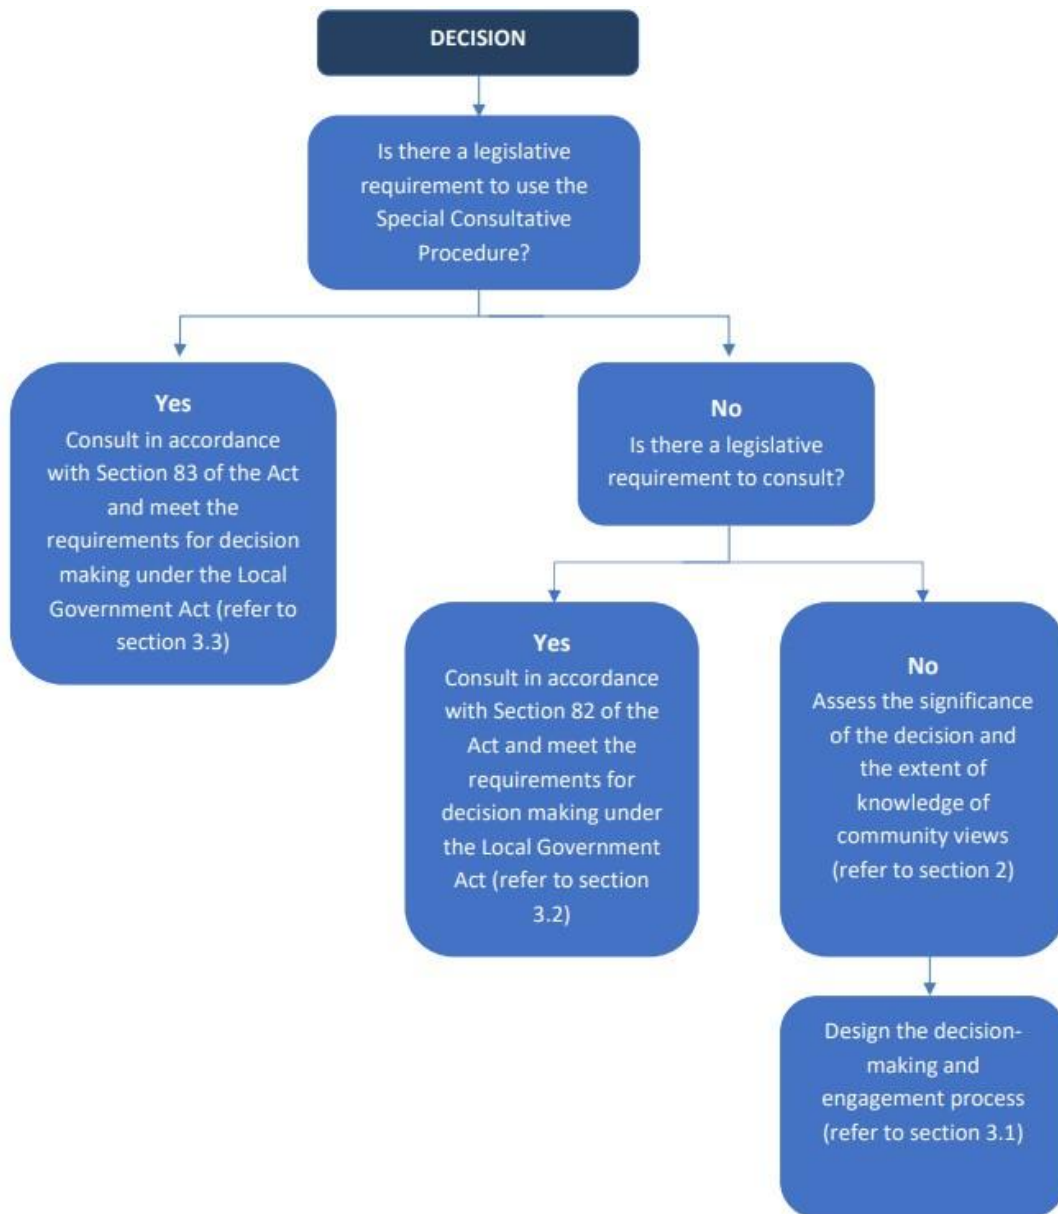 DECISION
Is there a legislative
requirement to use the
Special Consultative
Procedure?
Yes
Consult in accordance
with Section 83 of the Act
and meet the
requirements for decision
making under the Local
Government Act (refer to
section 3.3)
No
Is there a legislative
requirement to consult?
Yes
Consult in accordance
with Section 82 of the
Act and meet the
requirements for
decision making under
the Local Government
Act (refer to section
3.2)
No
Assess the significance
of the decision and
the extent of
knowledge of
community views
(refer to section 2)
Design the decision-
making and
engagement process
(refer to section 3.1)